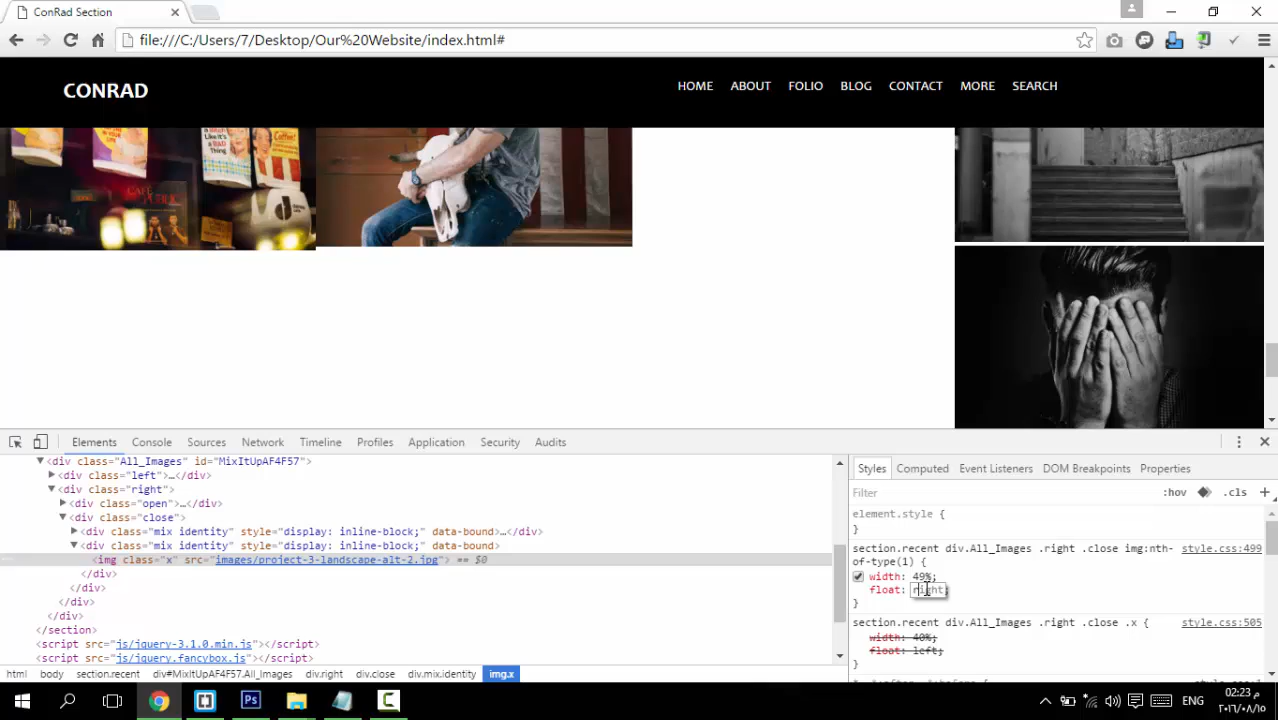 ConRad Section
file:///C:/Users/7/Desktop/Our%20Website/index.html#
CONRAD
HOME ABOUT FOLIO BLOG CONTACT MORE SEARCH
Elements Console Sources Network Timeline Profiles Application Security Audits
<div class="All_Images" id="MixItUpAF4F57">
<div class="left">…</div>
<div class="right">
<div class="open">…</div>
<div class="close">
<div class="mix identity" style="display: inline-block;" data-bound>…</div>
<div class="mix identity" style="display: inline-block;" data-bound>
<img class="x" src="images/project-3-landscape-alt-2.jpg"> == $0
</div>
</div>
</div>
</div>
</section>
<script src="js/jquery-3.1.0.min.js"></script>
<script src="js/jquery.fancybox.js"></script>
html body section.recent div#MixItUpAF4F57.All_Images div.right div.close div.mix.identity img.x
Styles Computed Event Listeners DOM Breakpoints Properties
Filter :hov .cls +
element.style {
}
section.recent div.All_Images .right .close img:nth- style.css:499
of-type(1) {
width: 49%;
float: right;
}
section.recent div.All_Images .right .close .x { style.css:505
width: 40%;
float: left;
}
ENG
02:23 م
٢٠١٦/٠٨/١٥